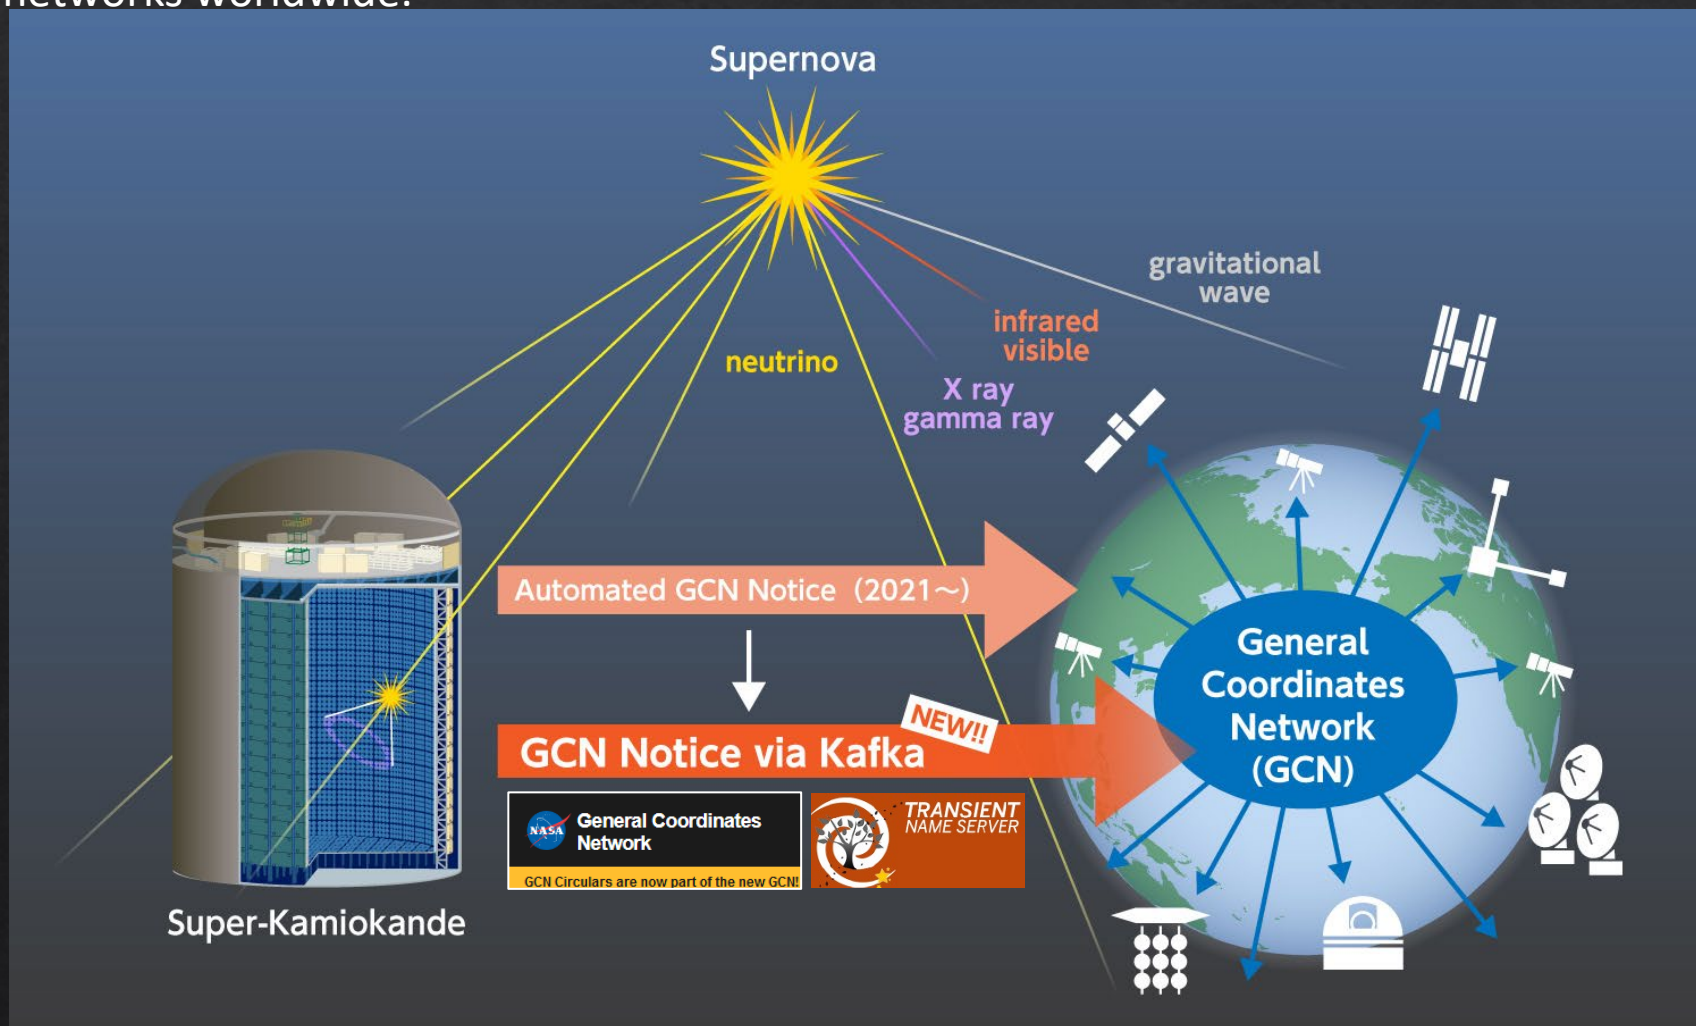 networks worldwide.
Supernova
gravitational
wave
infrared
visible
neutrino
X ray
gamma ray
Automated GCN Notice (2021～)
General
Coordinates
Network
(GCN)
NEW!!
GCN Notice via Kafka
NASA
General Coordinates
Network
GCN Circulars are now part of the new GCN!
TRANSIENT
NAME SERVER
Super-Kamiokande